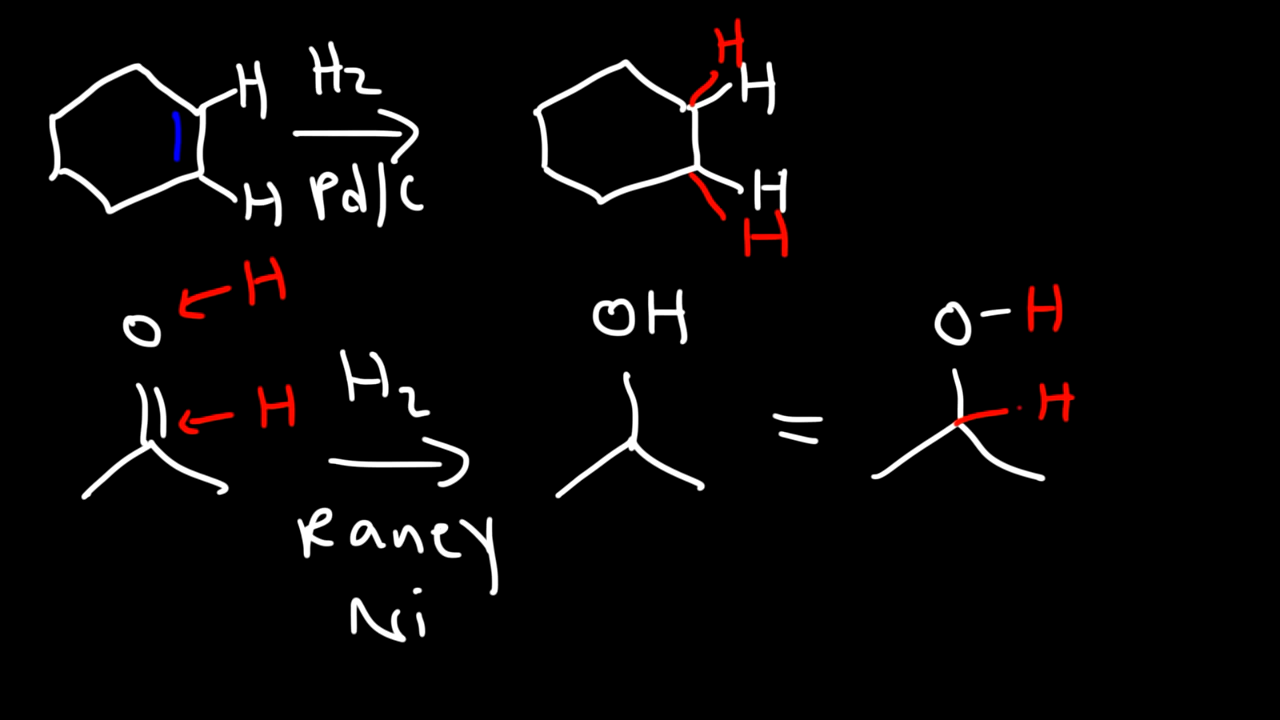 H H2 H H
H Pd/C H H
O H OH O-H
H H2 = H
Raney
Ni